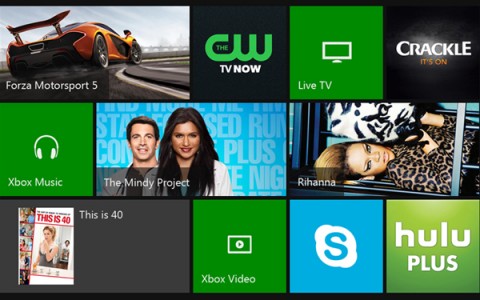 Forza Motorsport 5
THE
CW
TV NOW
Live TV
CRACKLE
IT'S ON
Xbox Music
The Mindy Project
Rihanna
THIS IS 40
This is 40
Xbox Video
S
hulu
PLUS